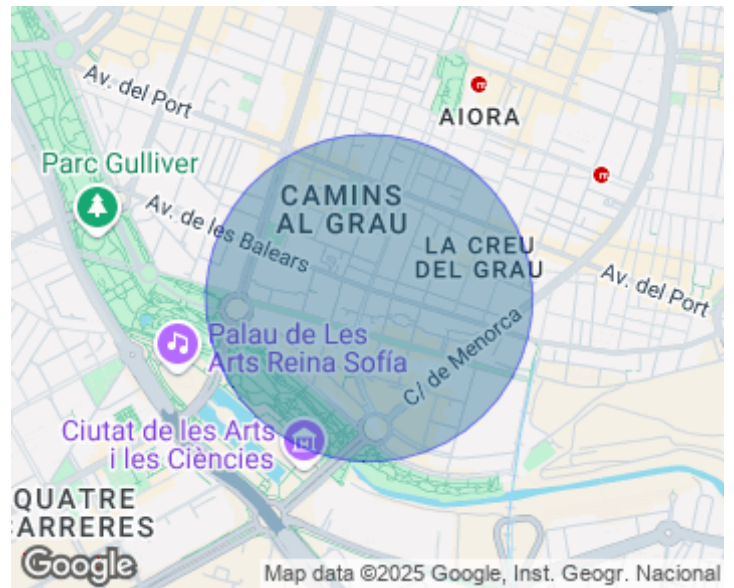 Av. del Port
AIORA
Parc Gulliver
CAMINS
AL GRAU
Av. de les Balears
LA CREU
DEL GRAU
Av. del Port
Palau de Les
Arts Reina Sofía
C/ de Menorca
Ciutat de les Arts
i les Ciències
QUATRE
CARRERES
Google
Map data ©2025 Google, Inst. Geogr. Nacional